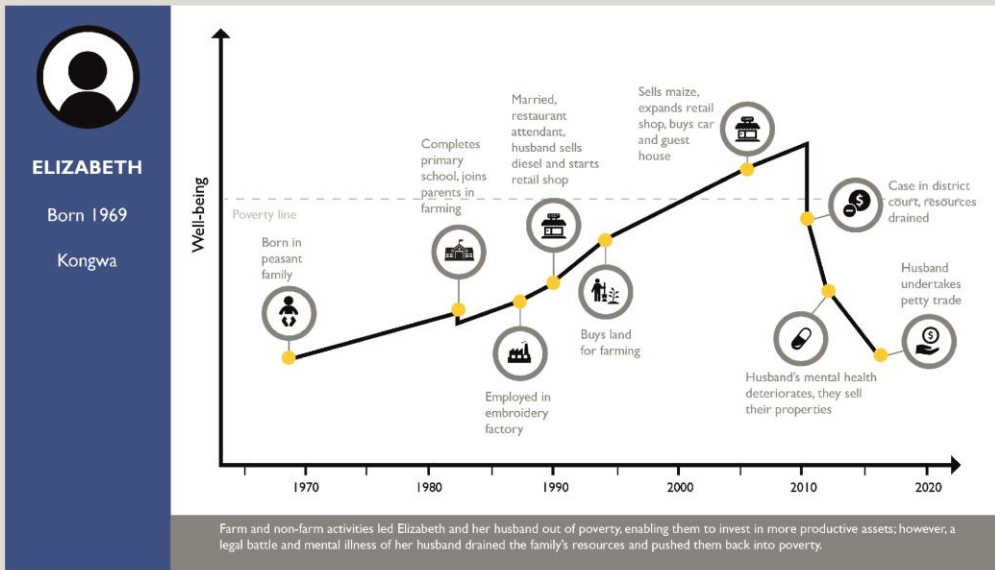 ELIZABETH
Born 1969
Kongwa
Well-being
Poverty line
Born in
peasant
family
Completes
primary
school, joins
parents in
farming
Employed in
embroidery
factory
Married,
restaurant
attendant,
husband sells
diesel and starts
retail shop
Buys land
for farming
Sells maize,
expands retail
shop, buys car
and guest
house
Case in district
court, resources
drained
Husband's mental health
deteriorates, they sell
their properties
Husband
undertakes
petty trade
1970
1980
1990
2000
2010
2020
Farm and non-farm activities led Elizabeth and her husband out of poverty, enabling them to invest in more productive assets; however, a
legal battle and mental illness of her husband drained the family's resources and pushed them back into poverty.